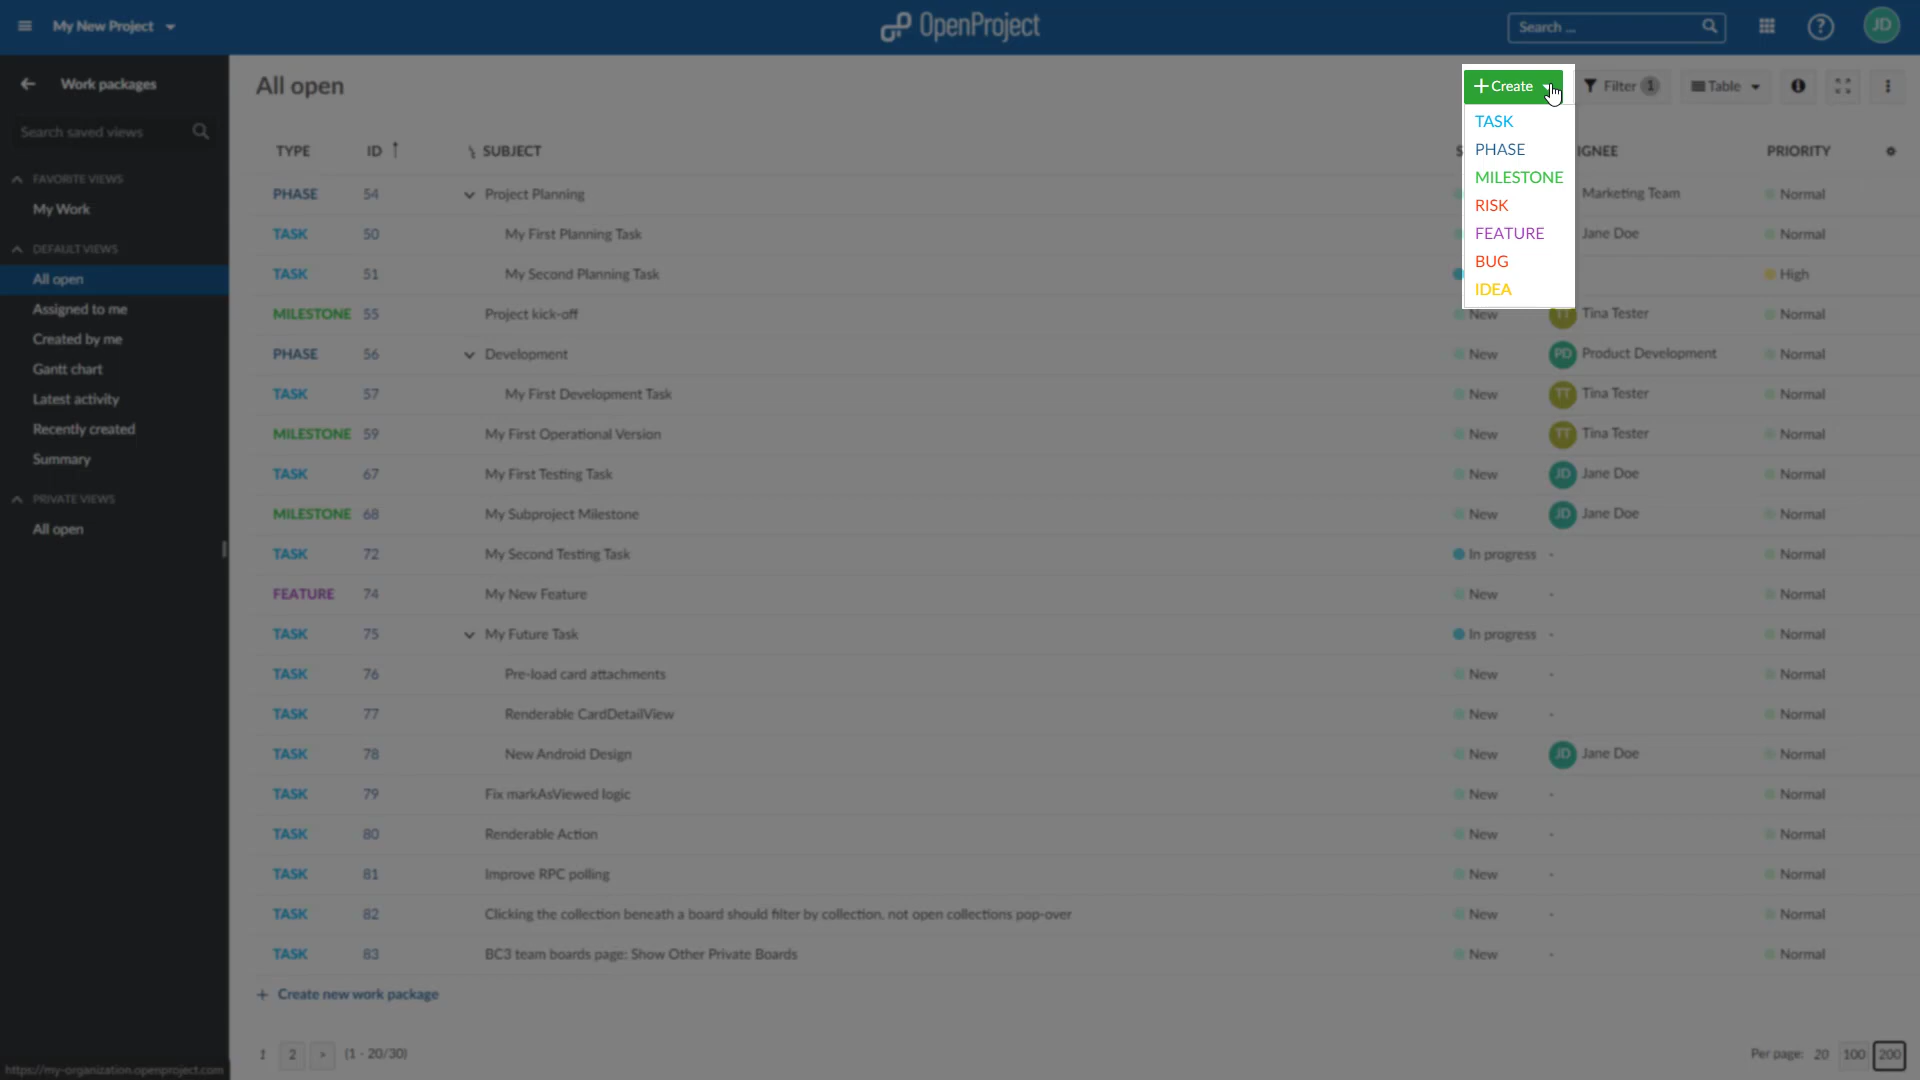 My New Project
OpenProject
Search ...
JD
Work packages
Search saved views
FAVORITE VIEWS
My Work
DEFAULT VIEWS
All open
Assigned to me
Created by me
Gantt chart
Latest activity
Recently created
Summary
PRIVATE VIEWS
All open
https://my-organization.openproject.com
All open
Create
Filter 1
Table
TASK
PHASE
MILESTONE
RISK
FEATURE
BUG
IDEA
TYPE ID SUBJECT S IGNEE PRIORITY
PHASE 54 Project Planning Marketing Team Normal
TASK 50 My First Planning Task Jane Doe Normal
TASK 51 My Second Planning Task High
MILESTONE 55 Project kick-off New TT Tina Tester Normal
PHASE 56 Development New PD Product Development Normal
TASK 57 My First Development Task New TT Tina Tester Normal
MILESTONE 59 My First Operational Version New TT Tina Tester Normal
TASK 67 My First Testing Task New JD Jane Doe Normal
MILESTONE 68 My Subproject Milestone New JD Jane Doe Normal
TASK 72 My Second Testing Task In progress - Normal
FEATURE 74 My New Feature New - Normal
TASK 75 My Future Task In progress - Normal
TASK 76 Pre-load card attachments New - Normal
TASK 77 Renderable CardDetailView New - Normal
TASK 78 New Android Design New JD Jane Doe Normal
TASK 79 Fix markAsViewed logic New - Normal
TASK 80 Renderable Action New - Normal
TASK 81 Improve RPC polling New - Normal
TASK 82 Clicking the collection beneath a board should filter by collection, not open collections pop-over New - Normal
TASK 83 BC3 team boards page: Show Other Private Boards New - Normal
+ Create new work package
1 2 > (1 - 20/30)
Per page: 20 100 200